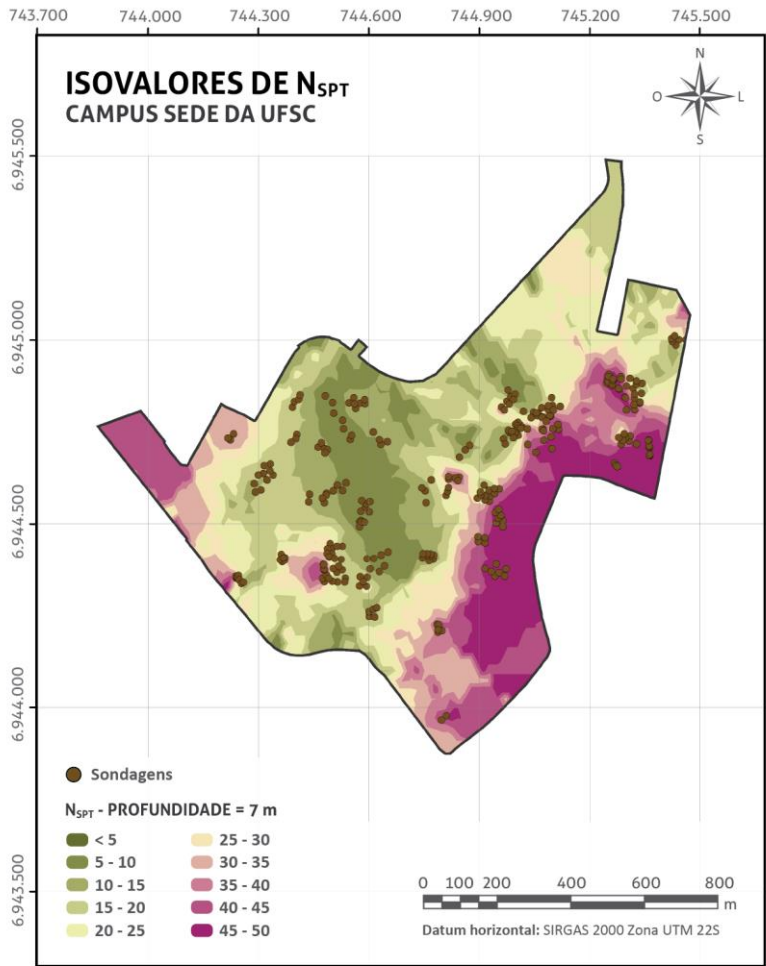 743.700 744.000 744.300 744.600 744.900 745.200 745.500
ISOVALORES DE NSPT
CAMPUS SEDE DA UFSC
N
O L
S
6.945.500
6.945.000
6.944.500
6.944.000
6.943.500
Sondagens
NSPT - PROFUNDIDADE = 7 m
< 5
5 - 10
10 - 15
15 - 20
20 - 25
25 - 30
30 - 35
35 - 40
40 - 45
45 - 50
0 100 200 400 600 800
m
Datum horizontal: SIRGAS 2000 Zona UTM 22S